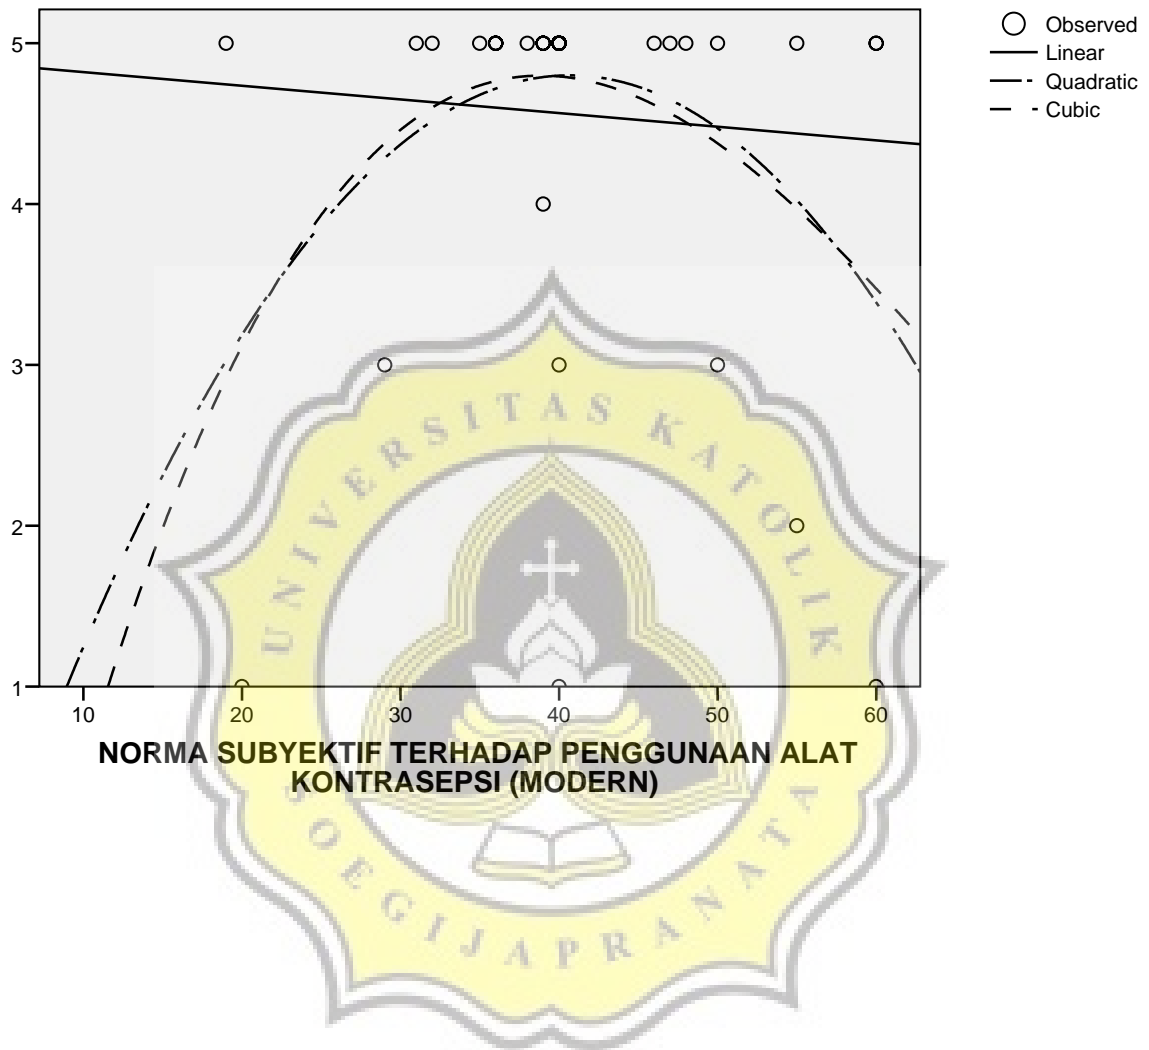 5
4
3
2
1
10 20 30 40 50 60
Observed
Linear
Quadratic
Cubic
NORMA SUBYEKTIF TERHADAP PENGGUNAAN ALAT
KONTRASEPSI (MODERN)
UNIVERSITAS KATOLIK
SOEGIJAPRANATA